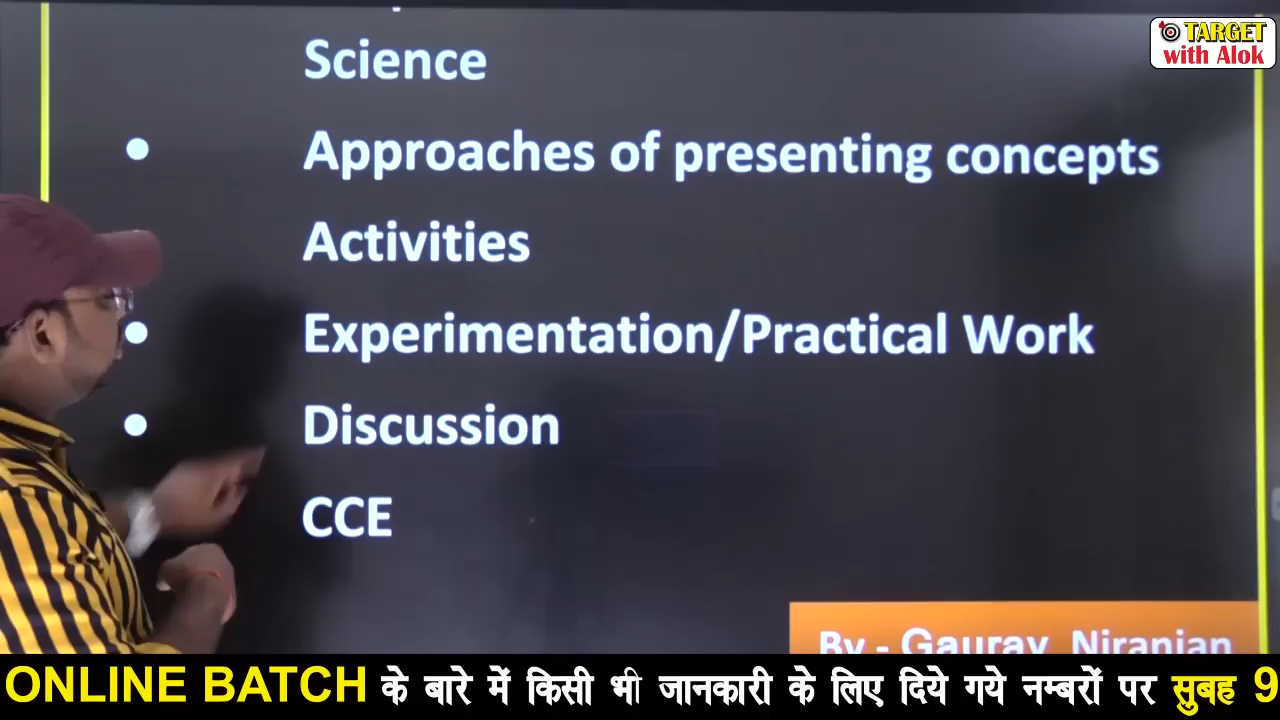 TARGET
with Alok
Science
• Approaches of presenting concepts
Activities
• Experimentation/Practical Work
• Discussion
CCE
By - Gaurav Niranjan
ONLINE BATCH के बारे में किसी भी जानकारी के लिए दिये गये नम्बरों पर सुबह 9